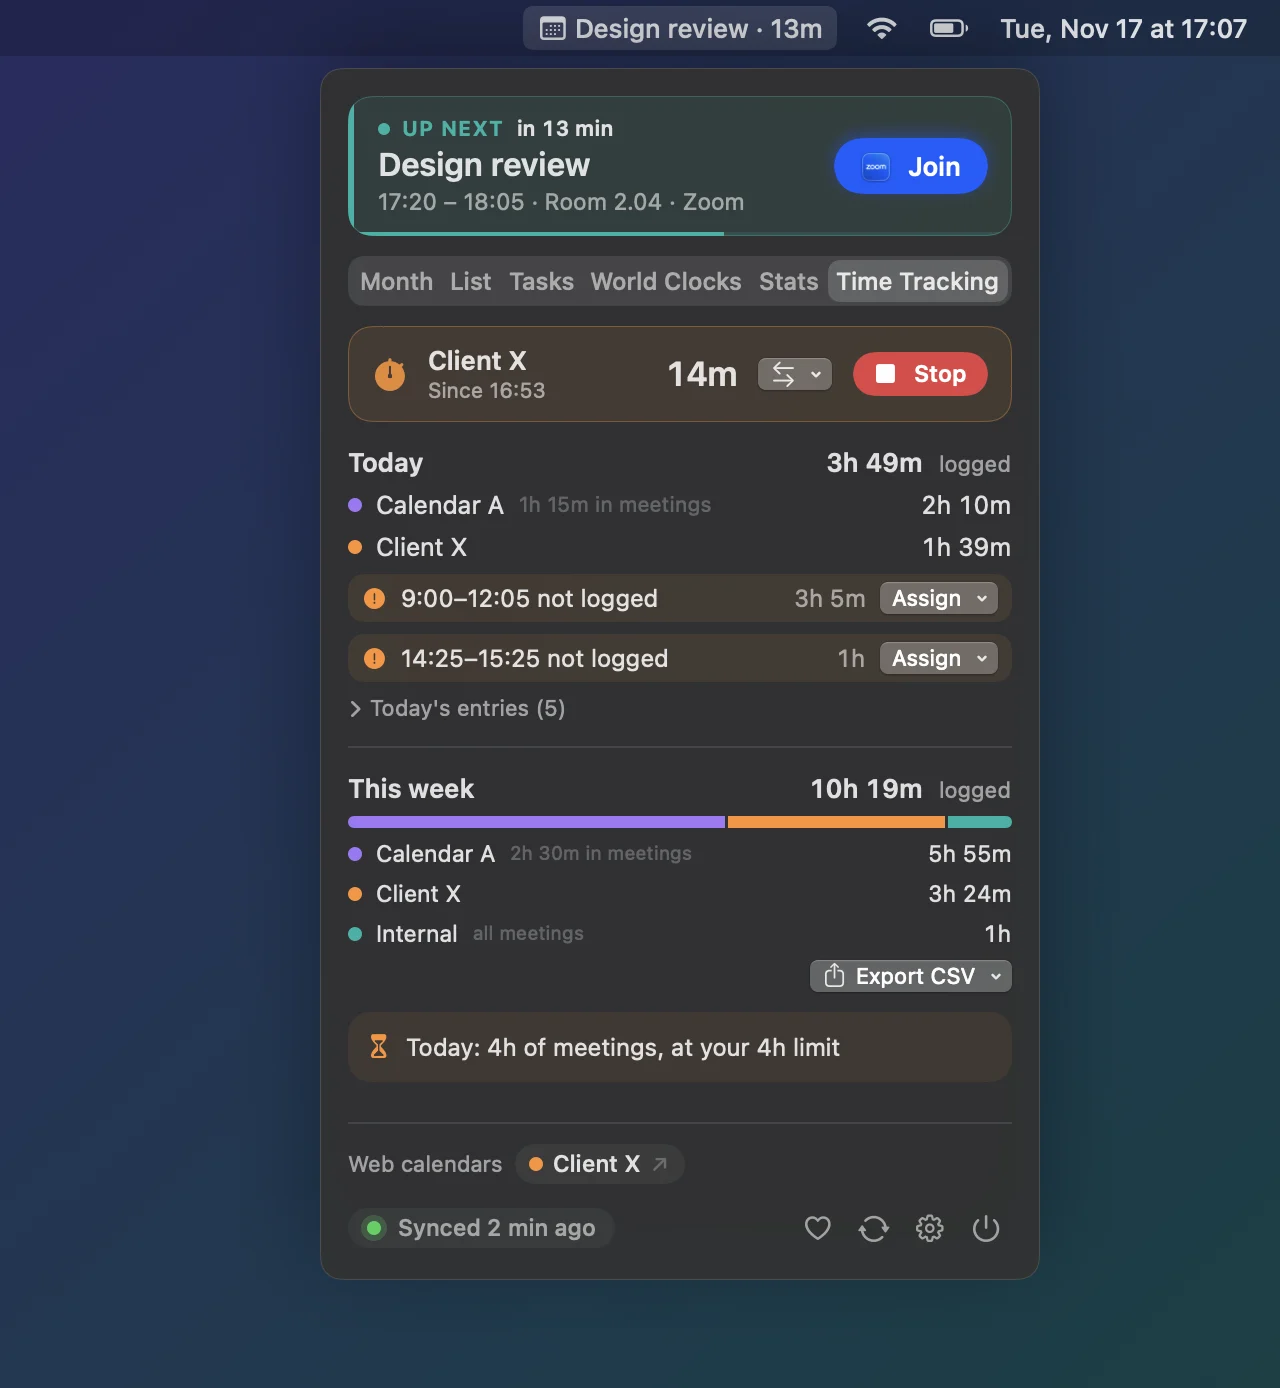 Design review · 13m
Tue, Nov 17 at 17:07
UP NEXT in 13 min
Design review
17:20 – 18:05 · Room 2.04 · Zoom
zoom Join
Month List Tasks World Clocks Stats Time Tracking
Client X
Since 16:53
14m
Stop
Today 3h 49m logged
Calendar A 1h 15m in meetings 2h 10m
Client X 1h 39m
9:00–12:05 not logged 3h 5m Assign
14:25–15:25 not logged 1h Assign
Today's entries (5)
This week 10h 19m logged
Calendar A 2h 30m in meetings 5h 55m
Client X 3h 24m
Internal all meetings 1h
Export CSV
Today: 4h of meetings, at your 4h limit
Web calendars Client X
Synced 2 min ago